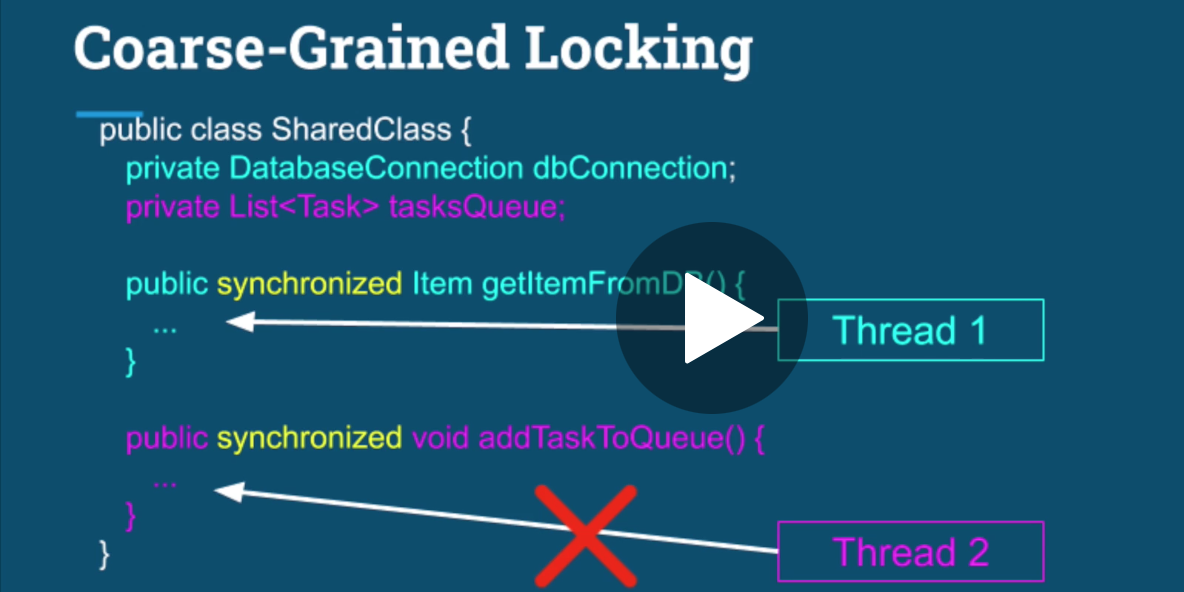 Coarse-Grained Locking
public class SharedClass {
private DatabaseConnection dbConnection;
private List<Task> tasksQueue;
public synchronized Item getItemFromDB() {
...
}
Thread 1
public synchronized void addTaskToQueue() {
...
}
}
Thread 2